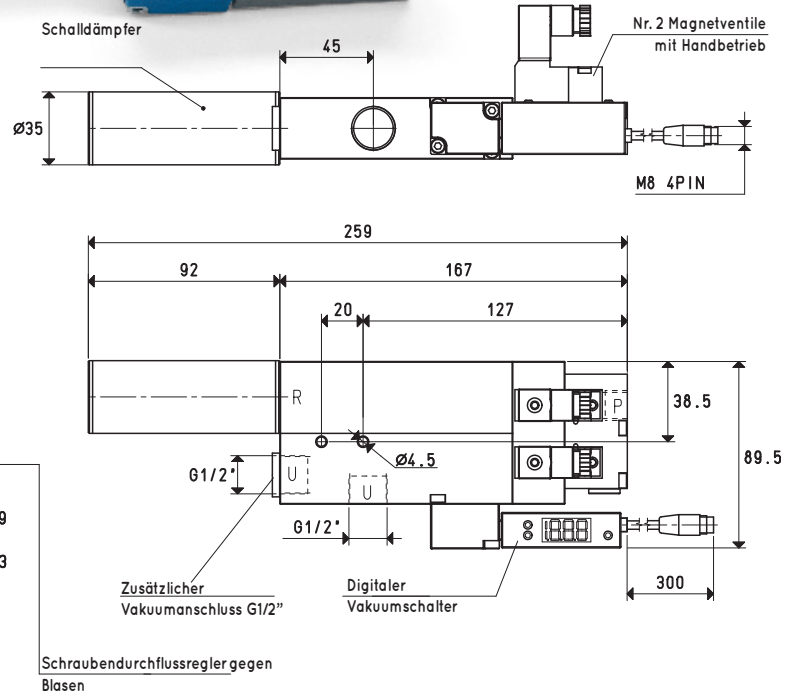 Schalldämpfer
Nr. 2 Magnetventile
mit Handbetrieb
45
Ø35
M8 4PIN
259
92
167
20
127
R
P
38.5
Ø4.5
89.5
G1/2"
U
U
G1/2"
9
3
300
Zusätzlicher
Vakuumanschluss G1/2”
Digitaler
Vakuumschalter
Schraubendurchflussregler gegen
Blasen